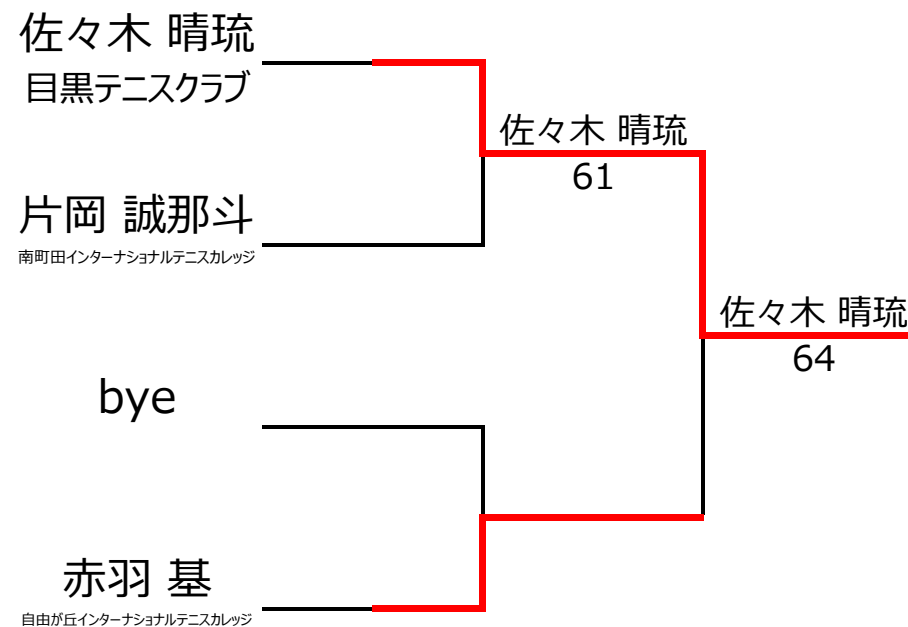 佐々木 晴琉
目黒テニスクラブ
佐々木 晴琉
61
片岡 誠那斗
南町田インターナショナルテニスカレッジ
佐々木 晴琉
64
bye
赤羽 基
自由が丘インターナショナルテニスカレッジ